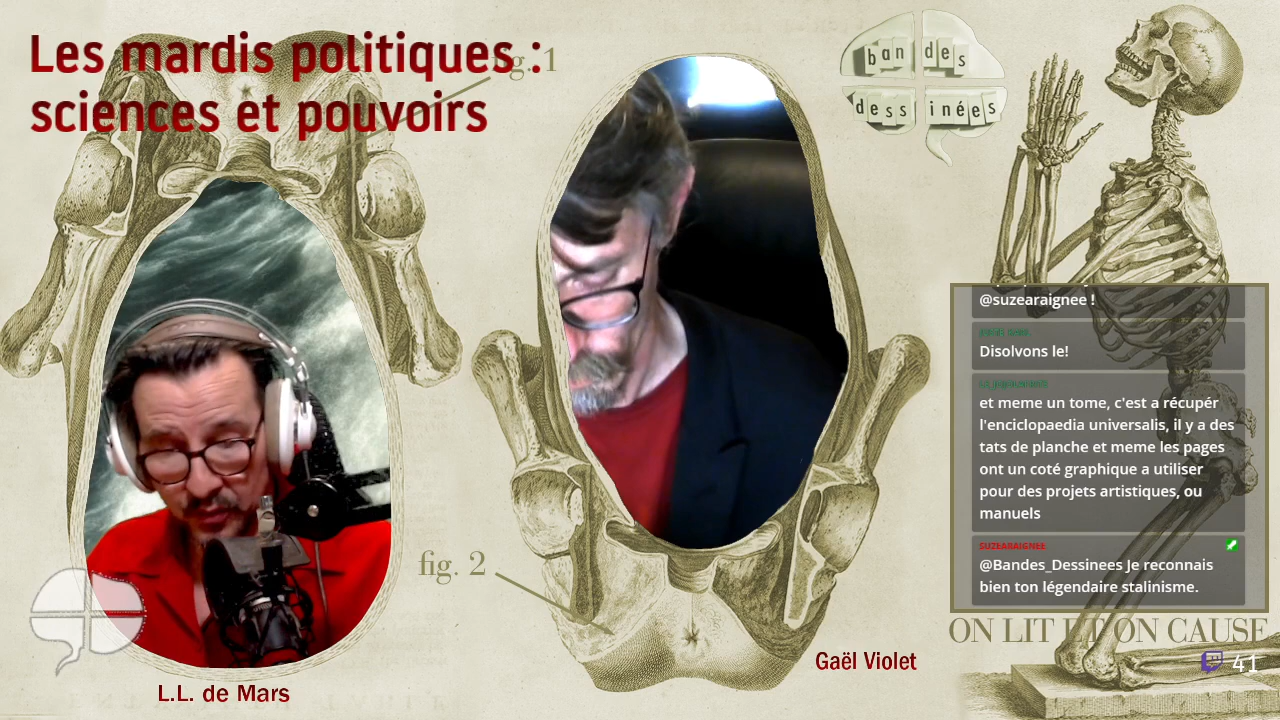 Les mardis politiques :
sciences et pouvoirs
fig. 1
ban des
dess inées
@suzearaignee !
Disolvons le!
et meme un tome, c'est a récupér
l'enciclopaedia universalis, il y a des
tats de planche et meme les pages
ont un coté graphique a utiliser
pour des projets artistiques, ou
manuels
SUZEARAIGNEE
@Bandes_Dessinees Je reconnais
bien ton légendaire stalinisme.
fig. 2
ON LIT ET ON CAUSE
41
Gaël Violet
L.L. de Mars